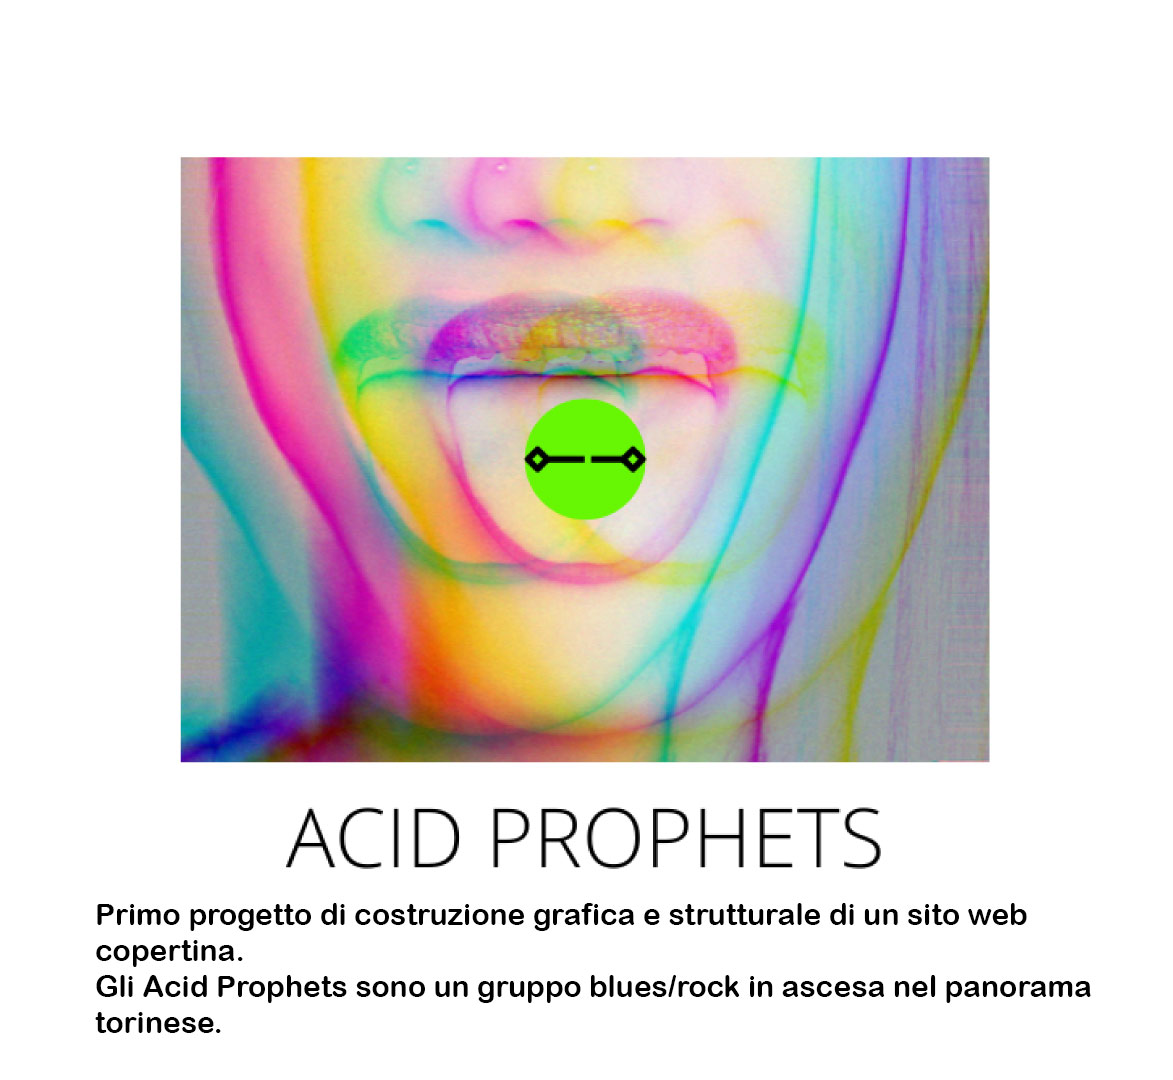 ACID PROPHETS
Primo progetto di costruzione grafica e strutturale di un sito web
copertina.
Gli Acid Prophets sono un gruppo blues/rock in ascesa nel panorama
torinese.